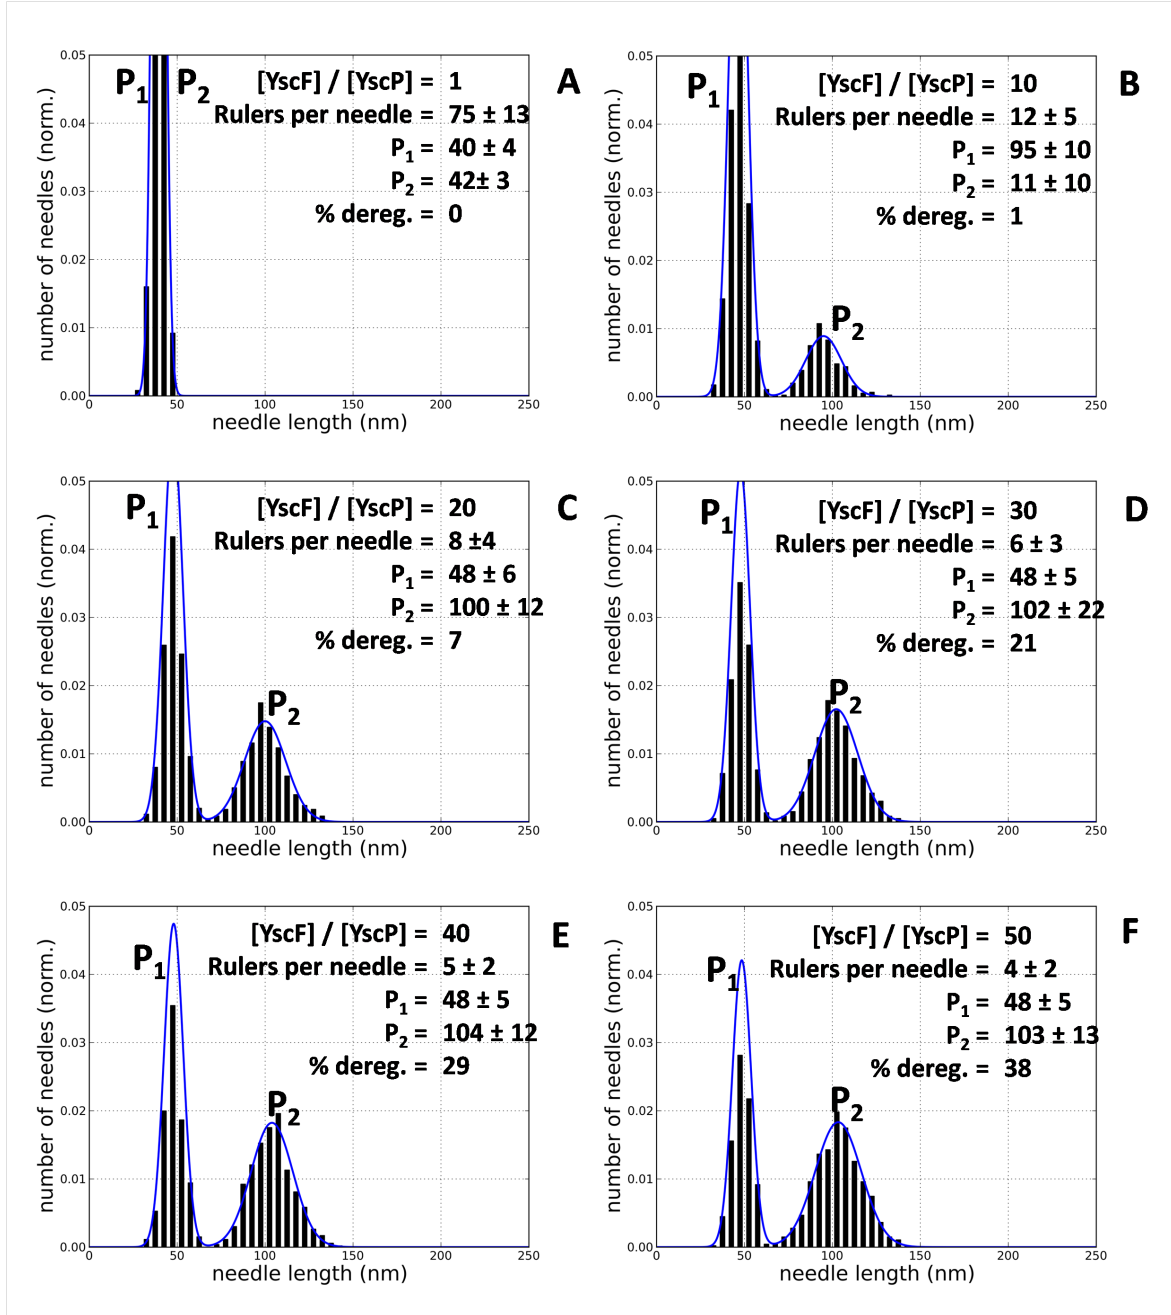 A
P1 P2
[YscF] / [YscP] = 1
Rulers per needle = 75 ± 13
P1 = 40 ± 4
P2 = 42± 3
% dereg. = 0
number of needles (norm.)
0.05
0.04
0.03
0.02
0.01
0.00
0 50 100 150 200 250
needle length (nm)
B
P1
[YscF] / [YscP] = 10
Rulers per needle = 12 ± 5
P1 = 95 ± 10
P2 = 11 ± 10
% dereg. = 1
P2
number of needles (norm.)
0.05
0.04
0.03
0.02
0.01
0.00
0 50 100 150 200 250
needle length (nm)
C
P1
[YscF] / [YscP] = 20
Rulers per needle = 8 ±4
P1 = 48 ± 6
P2 = 100 ± 12
% dereg. = 7
P2
number of needles (norm.)
0.05
0.04
0.03
0.02
0.01
0.00
0 50 100 150 200 250
needle length (nm)
D
P1
[YscF] / [YscP] = 30
Rulers per needle = 6 ± 3
P1 = 48 ± 5
P2 = 102 ± 22
% dereg. = 21
P2
number of needles (norm.)
0.05
0.04
0.03
0.02
0.01
0.00
0 50 100 150 200 250
needle length (nm)
E
P1
[YscF] / [YscP] = 40
Rulers per needle = 5 ± 2
P1 = 48 ± 5
P2 = 104 ± 12
% dereg. = 29
P2
number of needles (norm.)
0.05
0.04
0.03
0.02
0.01
0.00
0 50 100 150 200 250
needle length (nm)
F
P1
[YscF] / [YscP] = 50
Rulers per needle = 4 ± 2
P1 = 48 ± 5
P2 = 103 ± 13
% dereg. = 38
P2
number of needles (norm.)
0.05
0.04
0.03
0.02
0.01
0.00
0 50 100 150 200 250
needle length (nm)